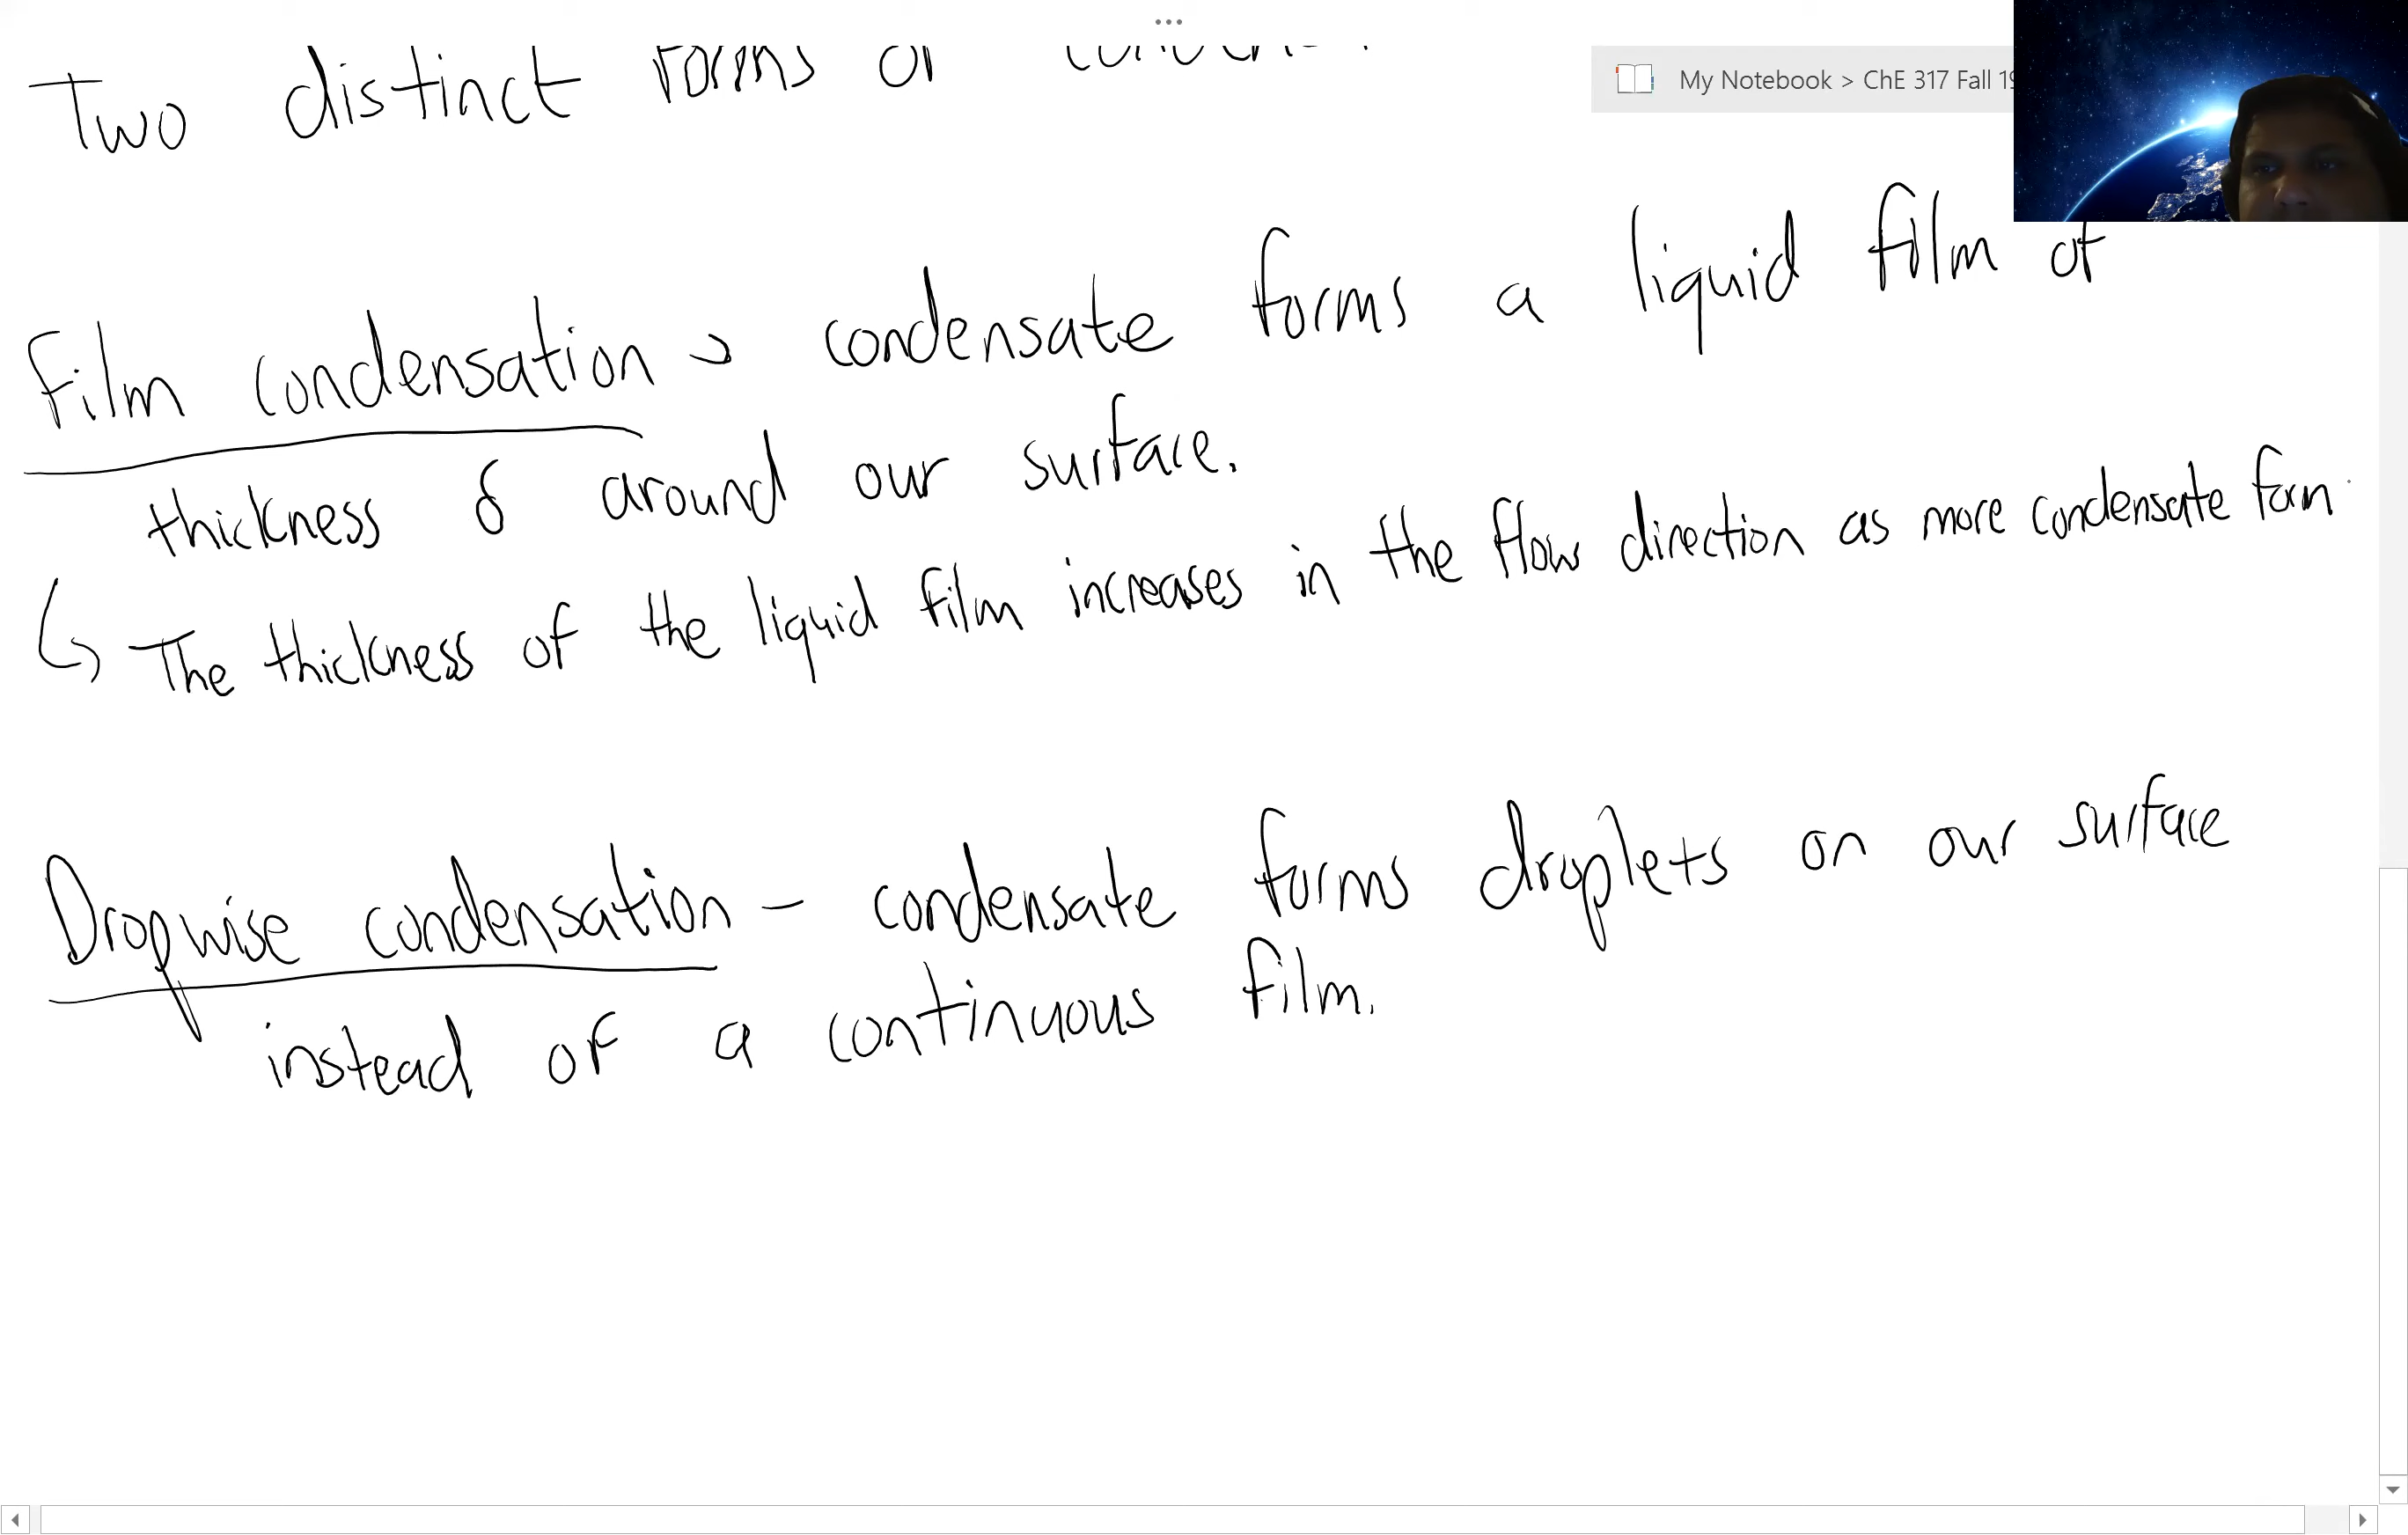 Two distinct forms of
My Notebook > ChE 317 Fall 19
Film condensation → condensate forms a liquid film of
thickness δ around our surface.
↳ The thickness of the liquid film increases in the flow direction as more condensate form
Dropwise condensation - condensate forms droplets on our surface
instead of a continuous film.